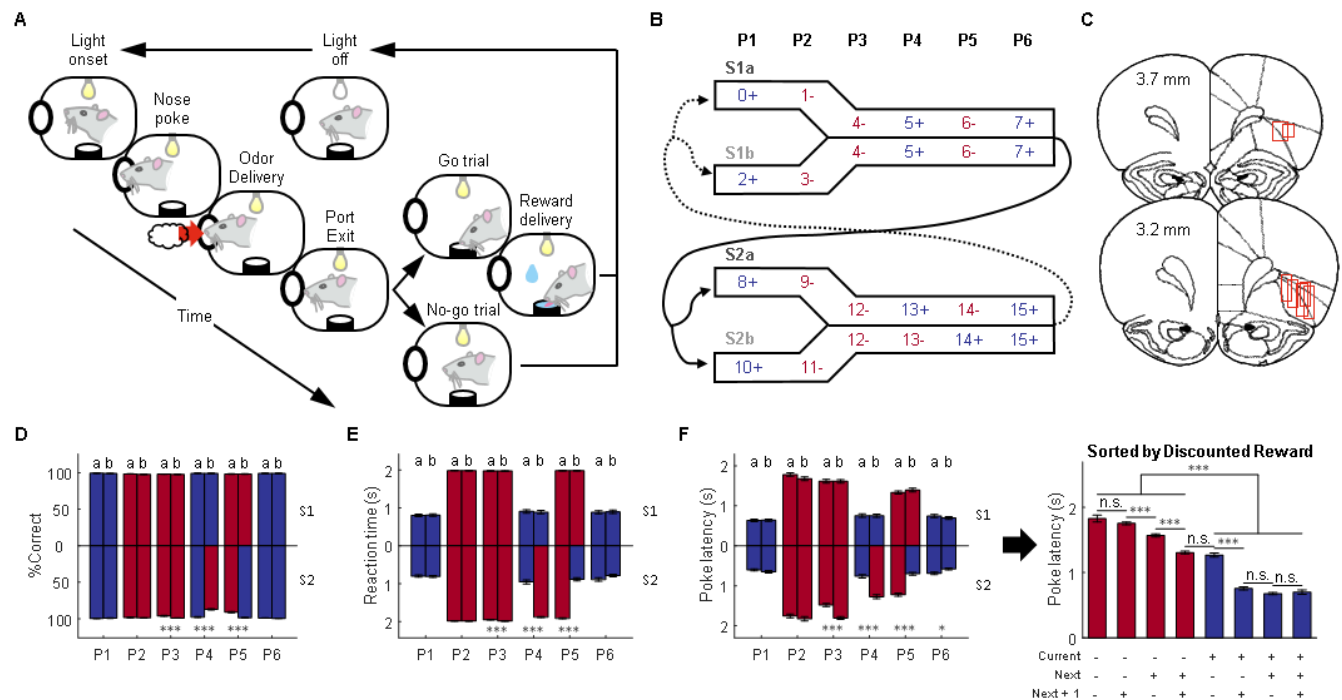 A
Light
onset
Light
off
Nose
poke
Odor
Delivery
Port
Exit
Go trial
Reward
delivery
No-go trial
Time
B
P1 P2 P3 P4 P5 P6
S1a
0+ 1-
4- 5+ 6- 7+
S1b
4- 5+ 6- 7+
2+ 3-
S2a
8+ 9-
12- 13+ 14- 15+
S2b
12- 13- 14+ 15+
10+ 11-
C
3.7 mm
3.2 mm
D
a b a b a b a b a b a b
100
50
0
50
100
%Correct
S1
S2
*** *** ***
P1 P2 P3 P4 P5 P6
E
a b a b a b a b a b a b
2
1
0
1
2
Reaction time (s)
S1
S2
*** *** ***
P1 P2 P3 P4 P5 P6
F
a b a b a b a b a b a b
2
1
0
1
2
Poke latency (s)
S1
S2
*** *** *** *
P1 P2 P3 P4 P5 P6
Sorted by Discounted Reward
***
n.s. *** *** n.s. *** n.s. n.s.
2
1
0
Poke latency (s)
Current - - - - + + + +
Next - - + + - - + +
Next + 1 - + - + - + - +